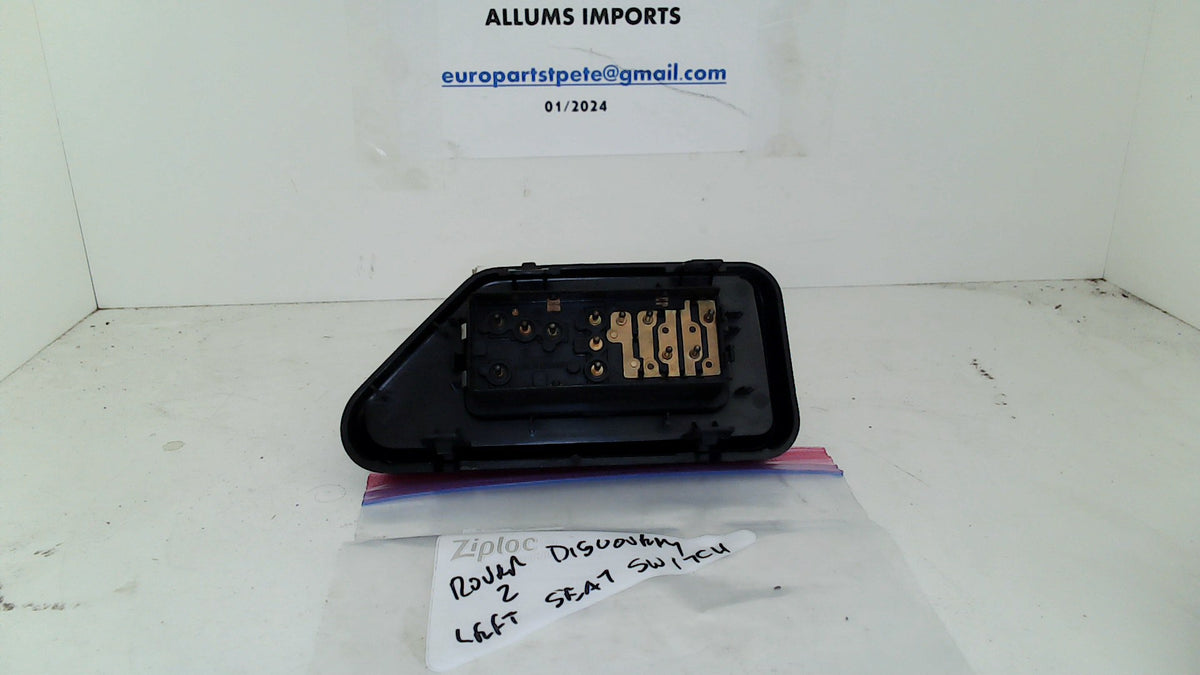 ALLUMS IMPORTS
europartstpete@gmail.com
01/2024
Ziploc
ROVER DISCOVERY
2
LEFT SEAT SWITCH